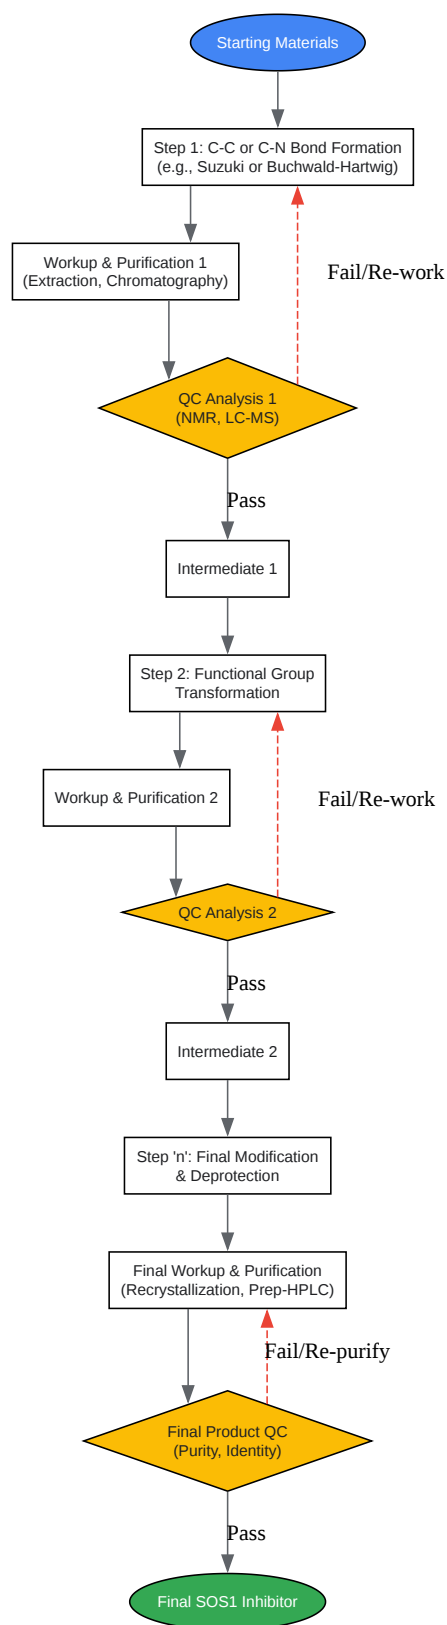 Starting Materials
Step 1: C-C or C-N Bond Formation
(e.g., Suzuki or Buchwald-Hartwig)
Workup & Purification 1
(Extraction, Chromatography)
Fail/Re-work
QC Analysis 1
(NMR, LC-MS)
Pass
Intermediate 1
Step 2: Functional Group
Transformation
Workup & Purification 2
Fail/Re-work
QC Analysis 2
Pass
Intermediate 2
Step 'n': Final Modification
& Deprotection
Final Workup & Purification
(Recrystallization, Prep-HPLC)
Fail/Re-purify
Final Product QC
(Purity, Identity)
Pass
Final SOS1 Inhibitor